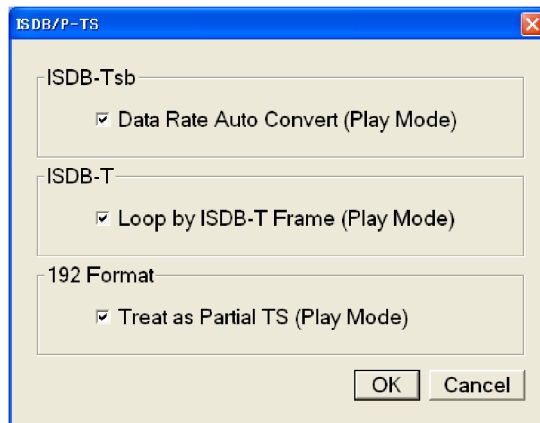 ISDB/P-TS
ISDB-Tsb
Data Rate Auto Convert (Play Mode)
ISDB-T
Loop by ISDB-T Frame (Play Mode)
192 Format
Treat as Partial TS (Play Mode)
OK Cancel